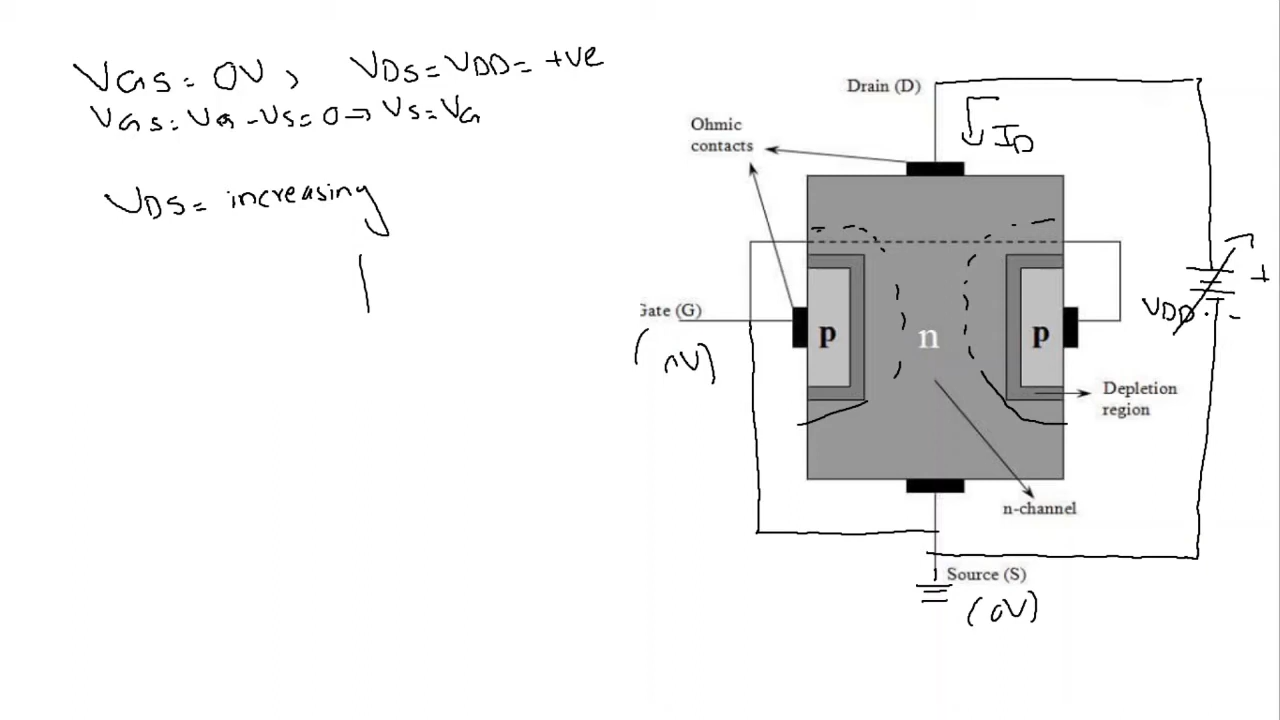 VGS = 0V, VDS = VDD = +ve
VGS = VG - VS = 0 → VS = VG
VDS = increasing
Drain (D)
ID
Ohmic
contacts
+
VDD
-
Gate (G)
(0V)
p
n
p
Depletion
region
n-channel
Source (S)
(0V)